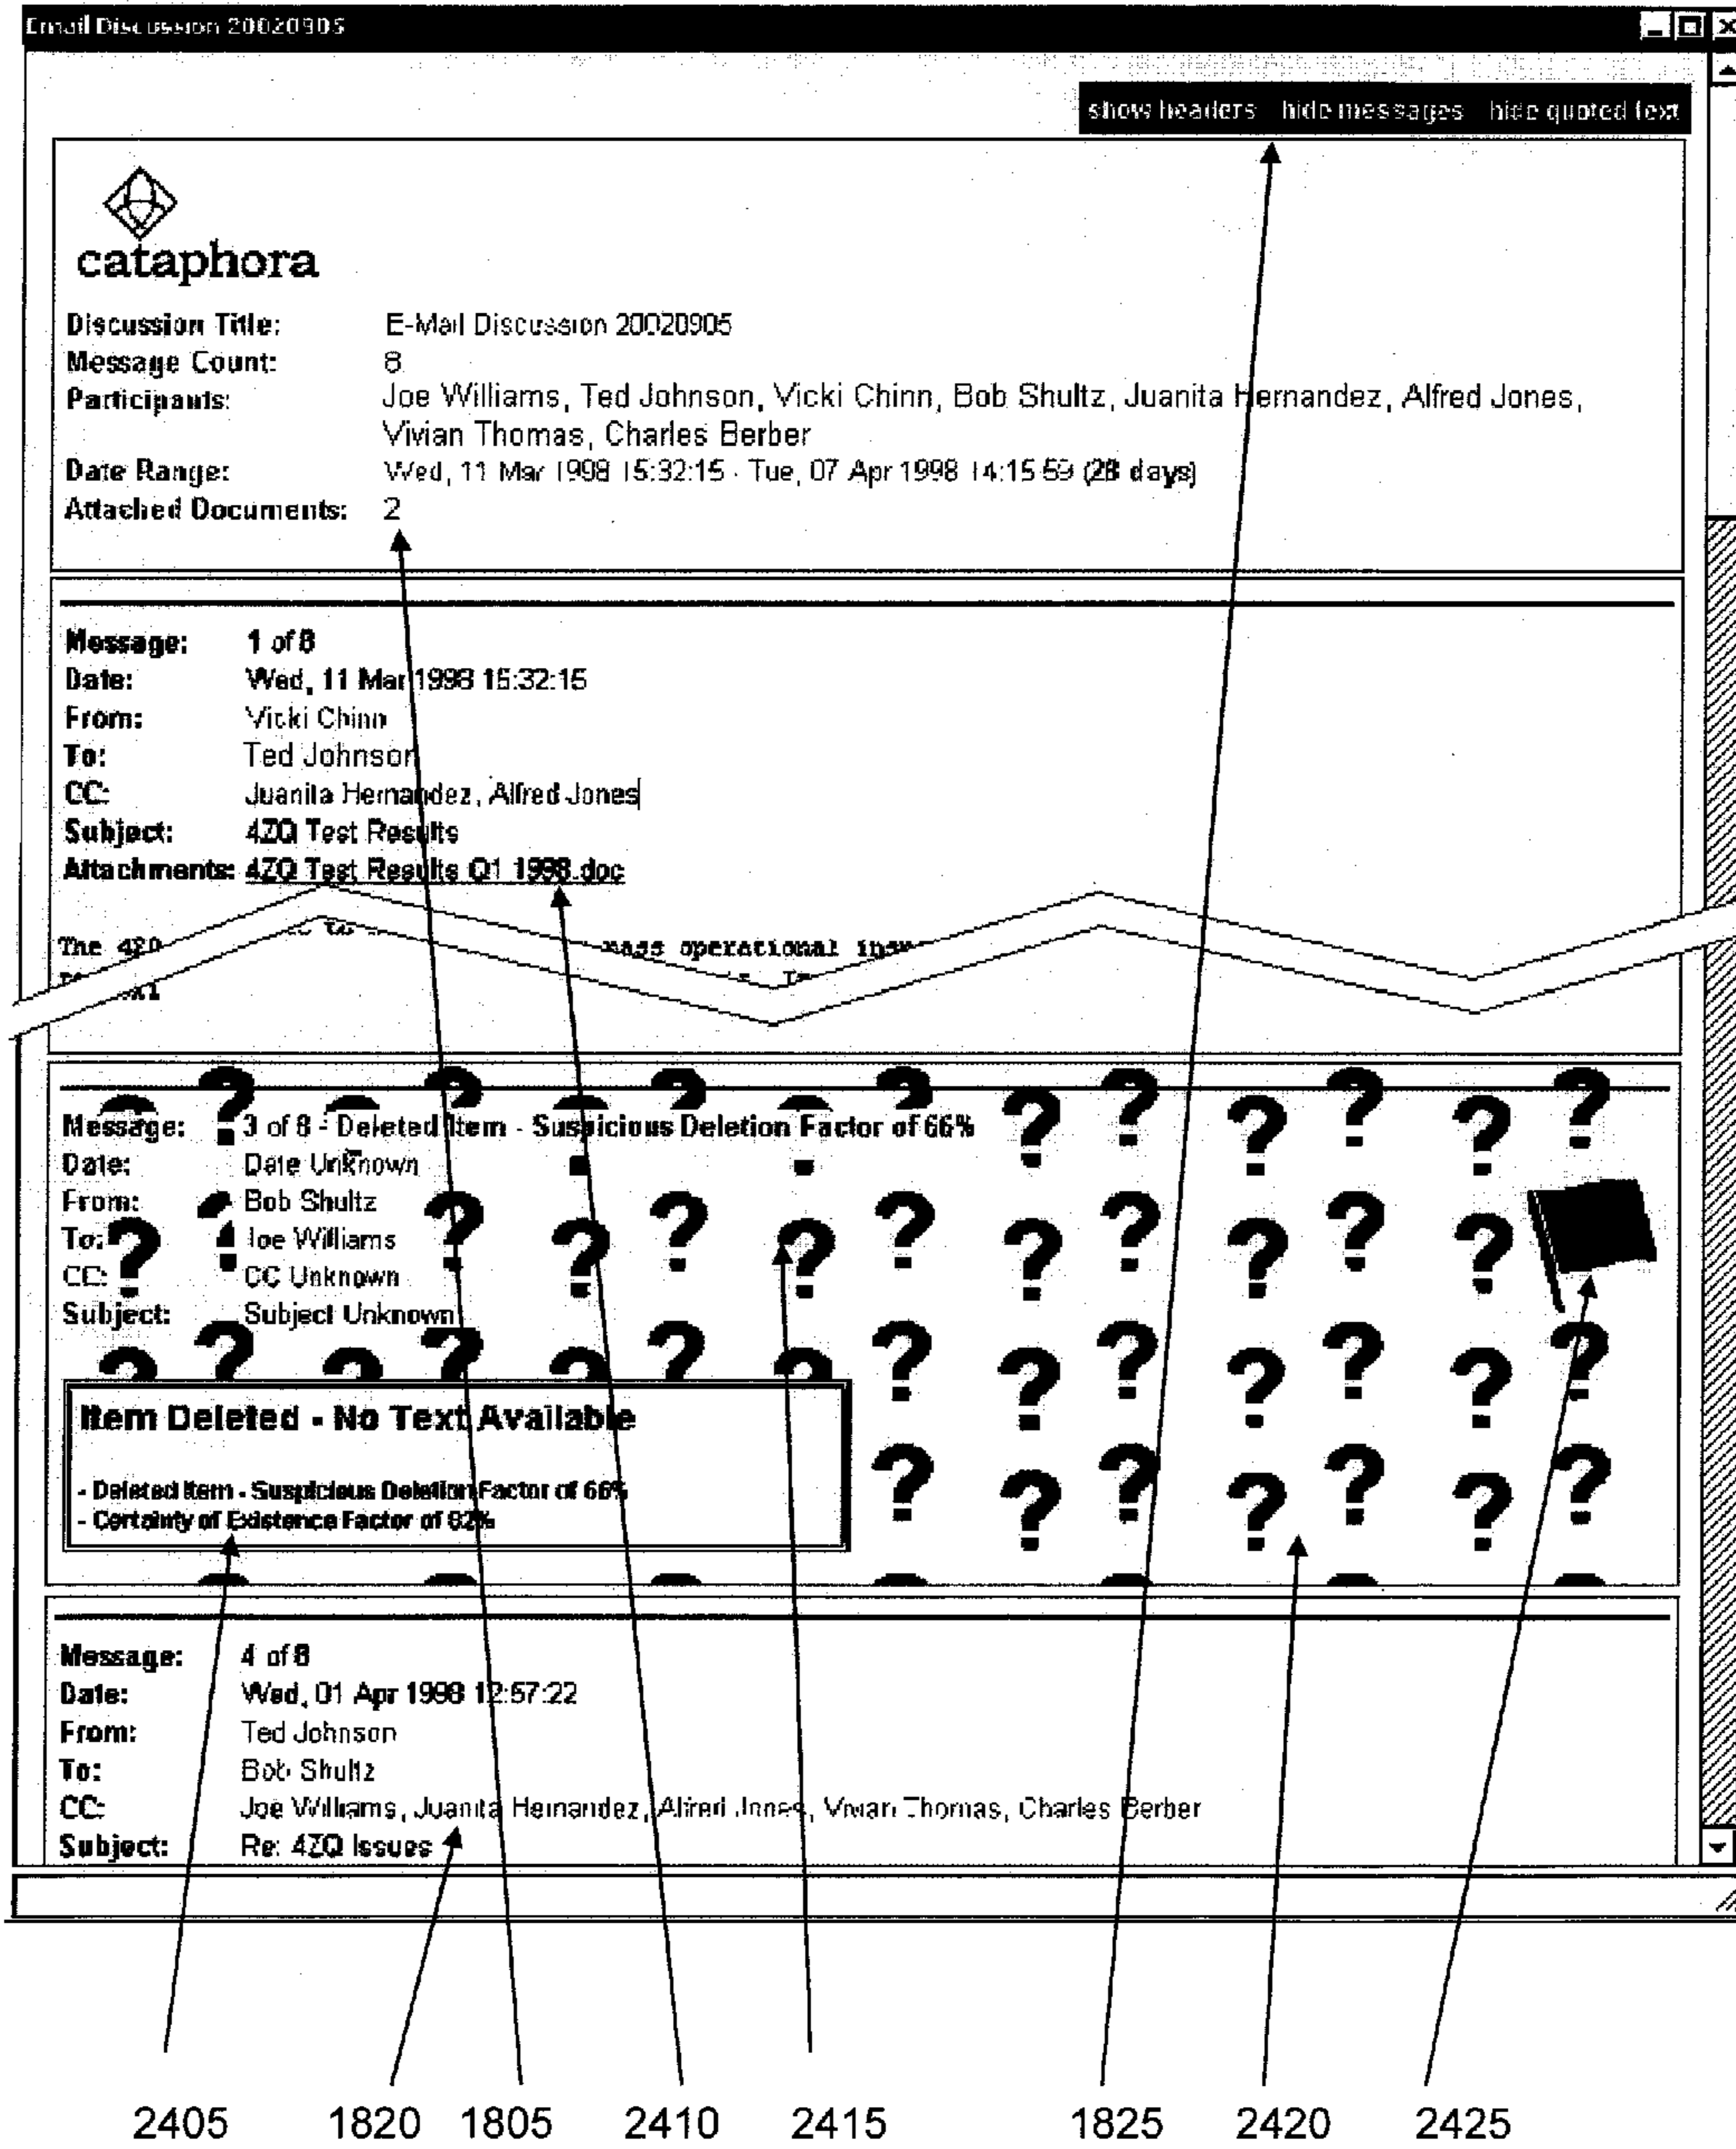 Email Discussion 20020905
show headers hide messages hide quoted text
cataphora
Discussion Title: E-Mail Discussion 20020905
Message Count: 8
Participants: Joe Williams, Ted Johnson, Vicki Chinn, Bob Shultz, Juanita Hernandez, Alfred Jones,
Vivian Thomas, Charles Berber
Date Range: Wed, 11 Mar 1998 15:32:15 - Tue, 07 Apr 1998 14:15:59 (28 days)
Attached Documents: 2
Message: 1 of 8
Date: Wed, 11 Mar 1998 15:32:15
From: Vicki Chinn
To: Ted Johnson
CC: Juanita Hernandez, Alfred Jones
Subject: 4ZQ Test Results
Attachments: 4ZQ Test Results Q1 1998.doc
The mass operational
Message: 3 of 8 - Deleted Item - Suspicious Deletion Factor of 66%
Date: Date Unknown
From: Bob Shultz
To: Joe Williams
CC: CC Unknown
Subject: Subject Unknown
Item Deleted - No Text Available
- Deleted Item - Suspicious Deletion Factor of 66%
- Certainty of Existence Factor of 82%
Message: 4 of 8
Date: Wed, 01 Apr 1998 12:57:22
From: Ted Johnson
To: Bob Shultz
CC: Joe Williams, Juanita Hernandez, Alfred Jones, Vivian Thomas, Charles Berber
Subject: Re: 4ZQ Issues
2405 1820 1805 2410 2415 1825 2420 2425